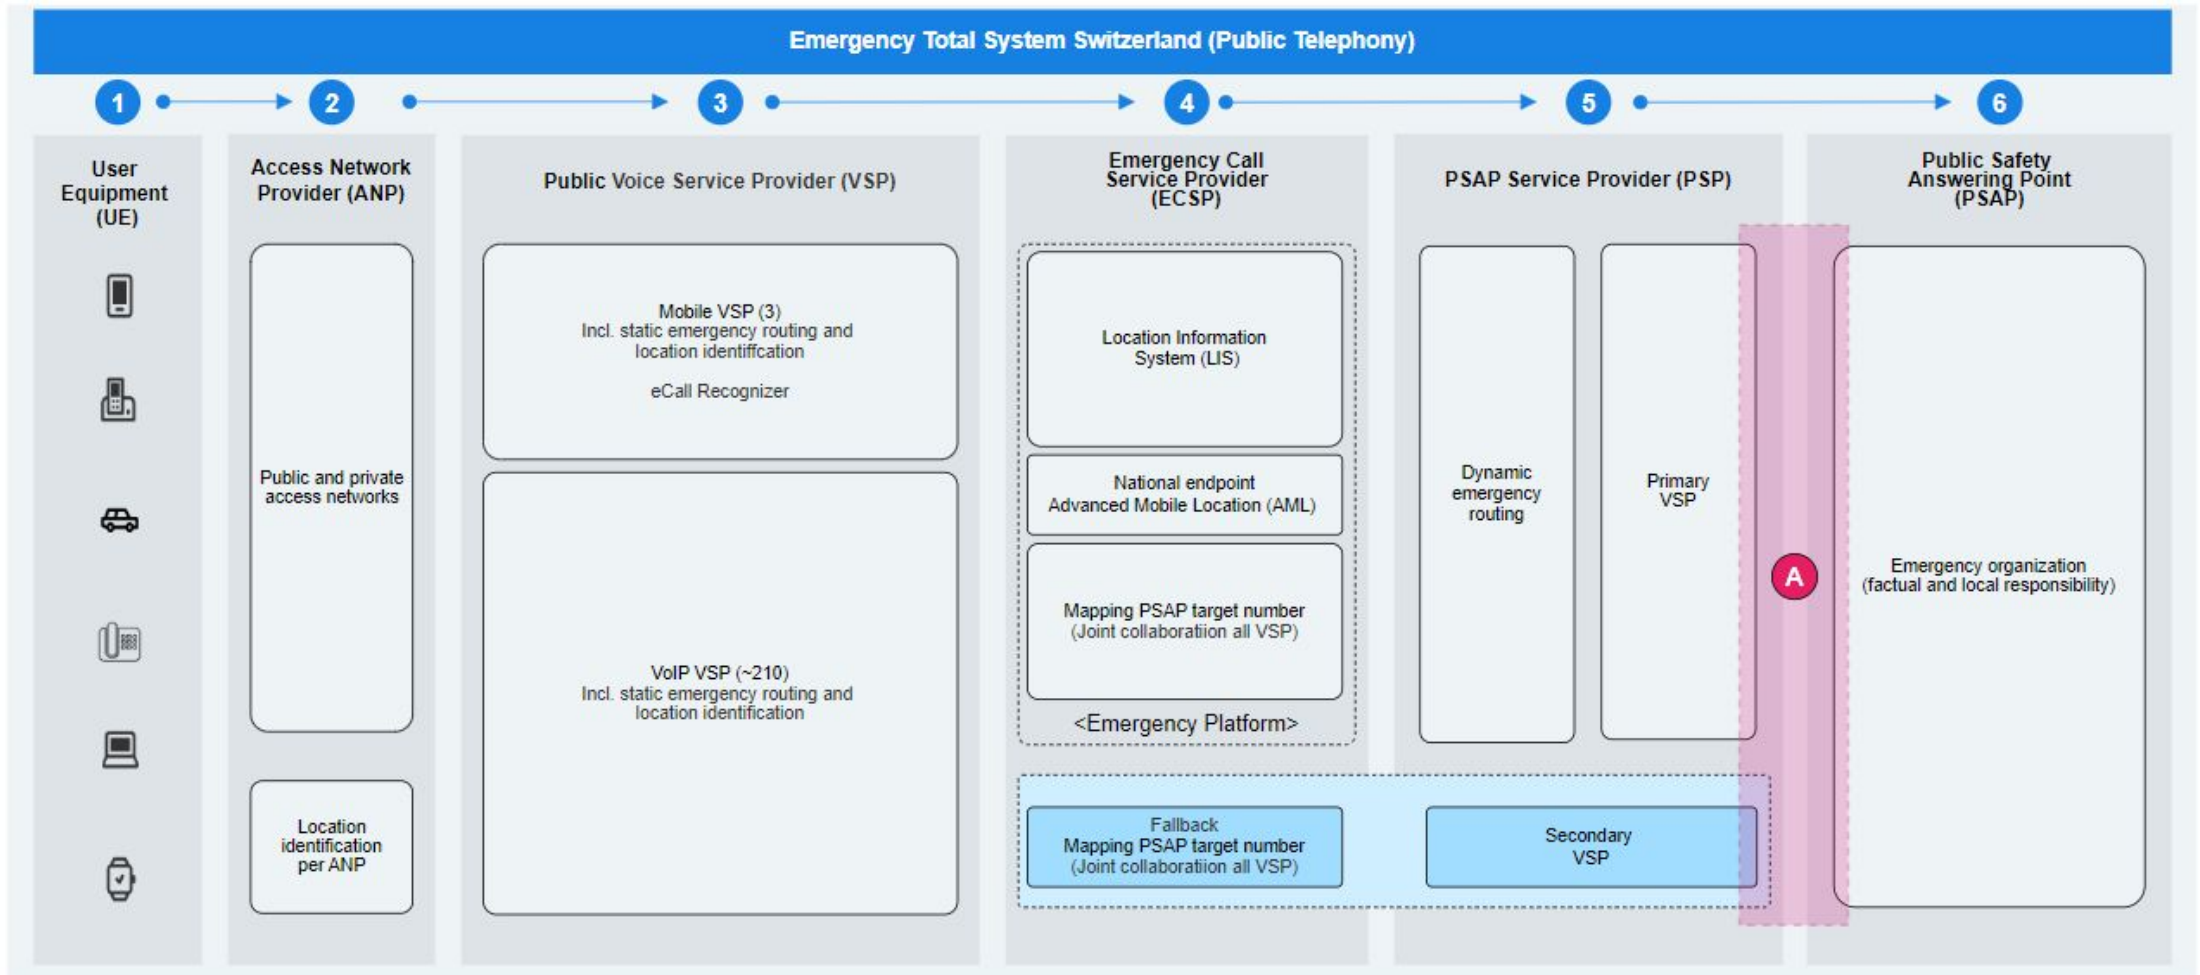 Emergency Total System Switzerland (Public Telephony)
1
2
3
4
5
6
User
Equipment
(UE)
Access Network
Provider (ANP)
Public Voice Service Provider (VSP)
Emergency Call
Service Provider
(ECSP)
PSAP Service Provider (PSP)
Public Safety
Answering Point
(PSAP)
Public and private
access networks
Location
identification
per ANP
Mobile VSP (3)
Incl. static emergency routing and
location identiffcation
eCall Recognizer
VoIP VSP (~210)
Incl. static emergency routing and
location identification
Location Information
System (LIS)
National endpoint
Advanced Mobile Location (AML)
Mapping PSAP target number
(Joint collaboratiion all VSP)
<Emergency Platform>
Fallback
Mapping PSAP target number
(Joint collaboratiion all VSP)
Dynamic
emergency
routing
Primary
VSP
Secondary
VSP
A
Emergency organization
(factual and local responsibility)